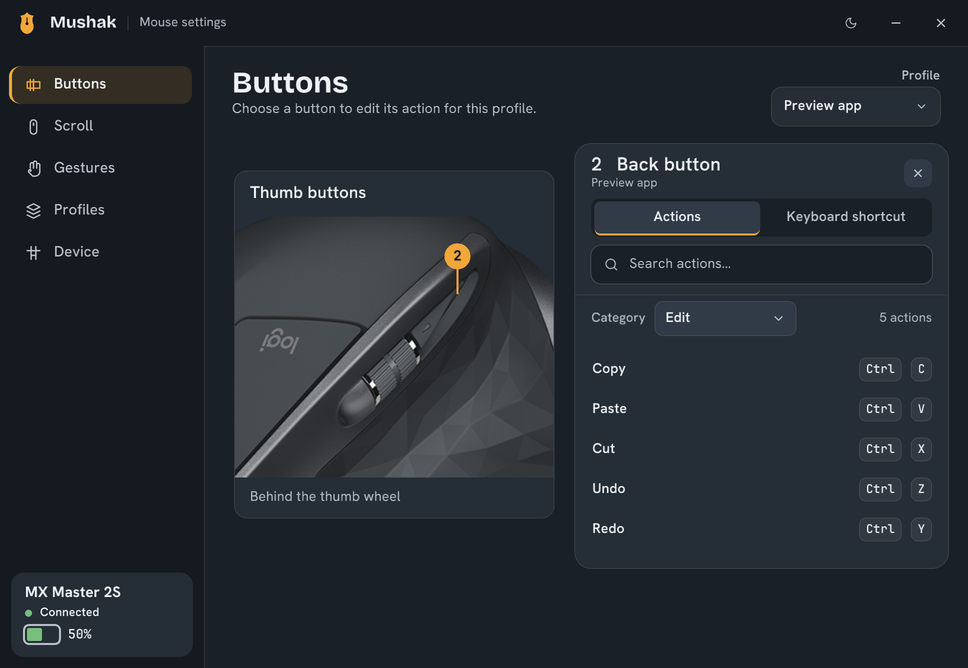 Mushak
Mouse settings
Buttons
Scroll
Gestures
Profiles
Device
MX Master 2S
Connected
50%
Buttons
Choose a button to edit its action for this profile.
Profile
Preview app
Thumb buttons
logi
2
Behind the thumb wheel
2 Back button
Preview app
Actions Keyboard shortcut
Search actions...
Category Edit 5 actions
Copy Ctrl C
Paste Ctrl V
Cut Ctrl X
Undo Ctrl Z
Redo Ctrl Y